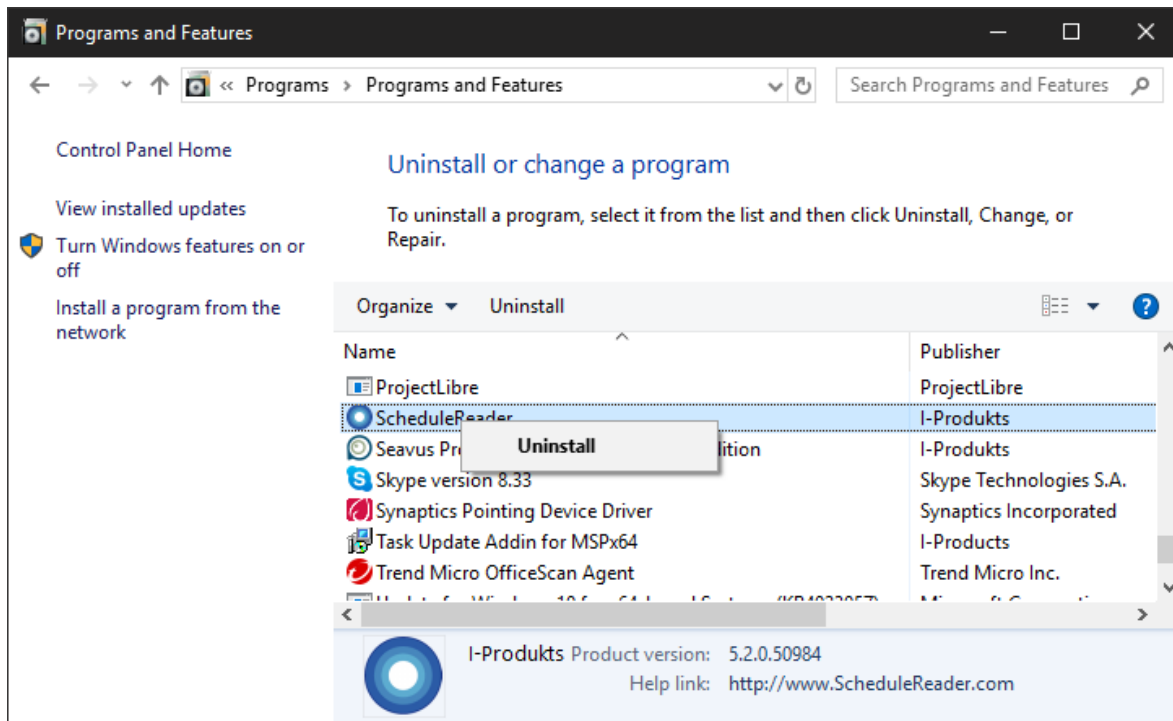 Programs and Features
« Programs > Programs and Features
Search Programs and Features
Control Panel Home
View installed updates
Turn Windows features on or
off
Install a program from the
network
Uninstall or change a program
To uninstall a program, select it from the list and then click Uninstall, Change, or
Repair.
Organize Uninstall
?
Name Publisher
ProjectLibre ProjectLibre
ScheduleReader I-Produkts
Uninstall
Seavus Pr ition I-Produkts
Skype version 8.33 Skype Technologies S.A.
Synaptics Pointing Device Driver Synaptics Incorporated
Task Update Addin for MSPx64 I-Products
Trend Micro OfficeScan Agent Trend Micro Inc.
I-Produkts Product version: 5.2.0.50984
Help link: http://www.ScheduleReader.com